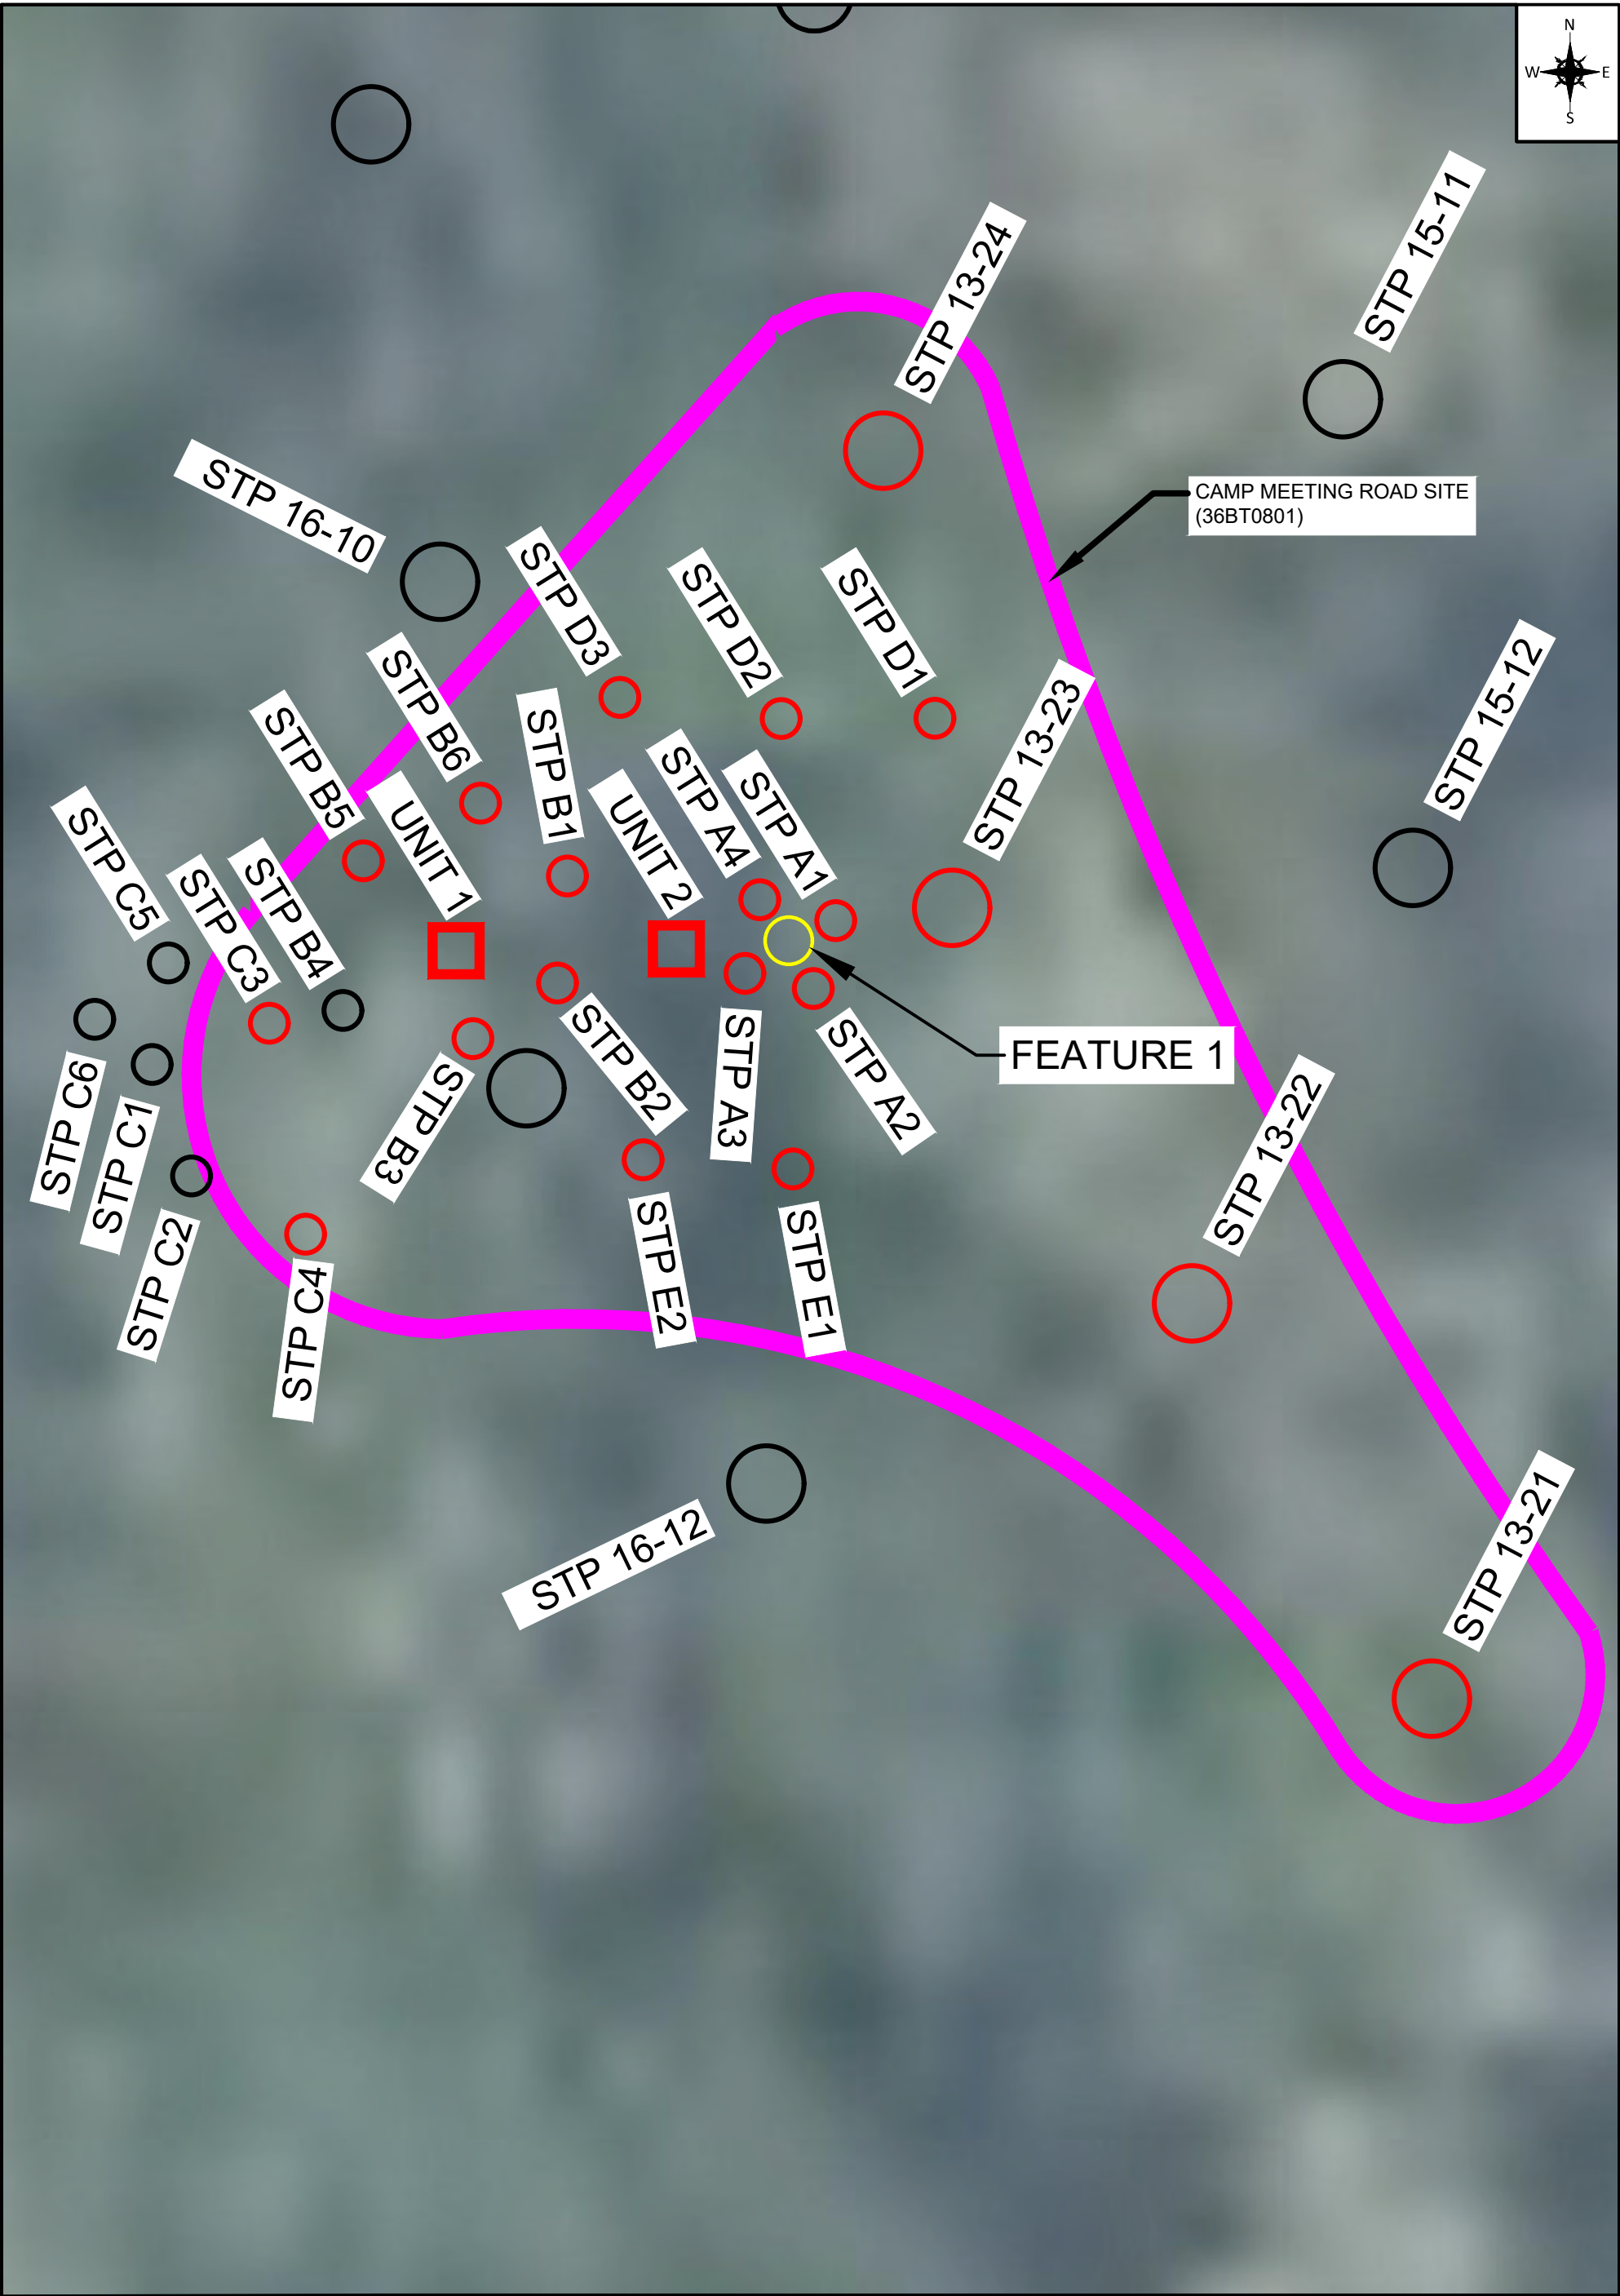 N
W E
S
STP 15-11
STP 13-24
STP 16-10
CAMP MEETING ROAD SITE
(36BT0801)
STP D3
STP D2
STP D1
STP 15-12
STP B6
STP B1
STP 13-23
STP B5
UNIT 1
UNIT 2
STP A4
STP A1
STP C5
STP C3
STP B4
FEATURE 1
STP C6
STP C1
STP B3
STP B2
STP A3
STP A2
STP 13-22
STP C2
STP C4
STP E2
STP E1
STP 16-12
STP 13-21